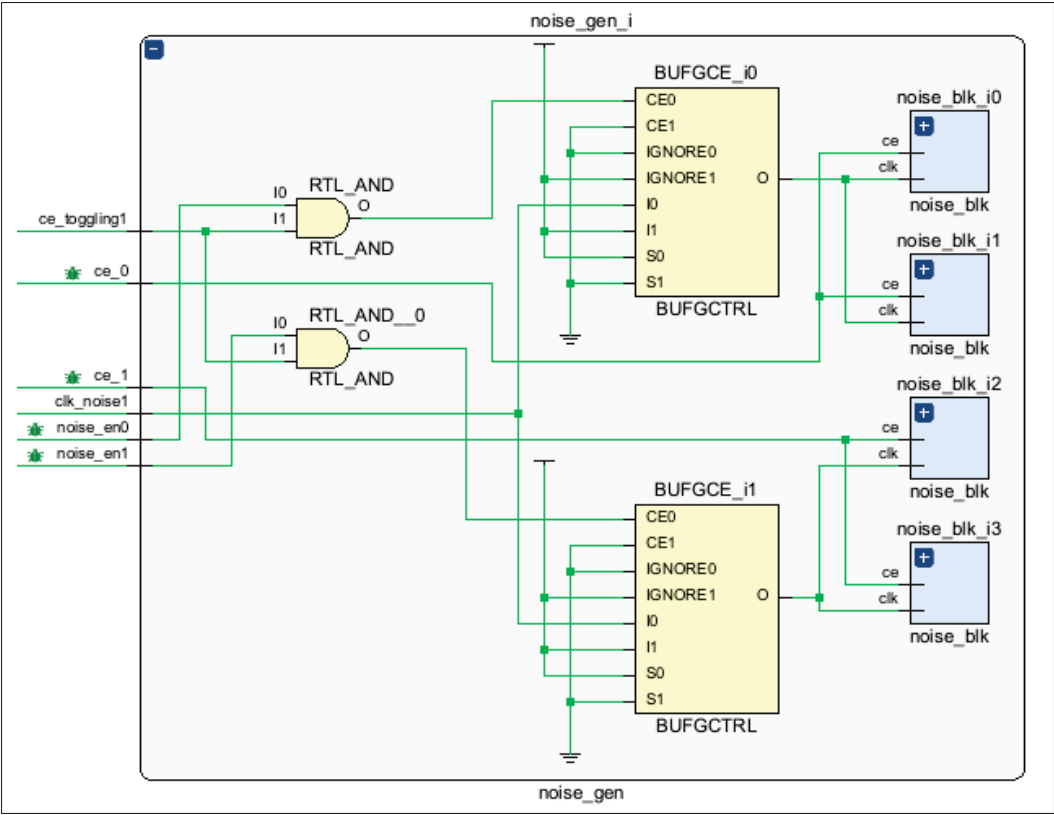 noise_gen_i
BUFGCE_i0
CE0
CE1
IGNORE0
IGNORE1
I0
I1
S0
S1
O
BUFGCTRL
noise_blk_i0
ce
clk
noise_blk
noise_blk_i1
ce
clk
noise_blk
RTL_AND
I0
I1
O
RTL_AND
ce_toggling1
ce_0
RTL_AND__0
I0
I1
O
RTL_AND
ce_1
clk_noise1
noise_en0
noise_en1
noise_blk_i2
ce
clk
noise_blk
BUFGCE_i1
CE0
CE1
IGNORE0
IGNORE1
I0
I1
S0
S1
O
BUFGCTRL
noise_blk_i3
ce
clk
noise_blk
noise_gen